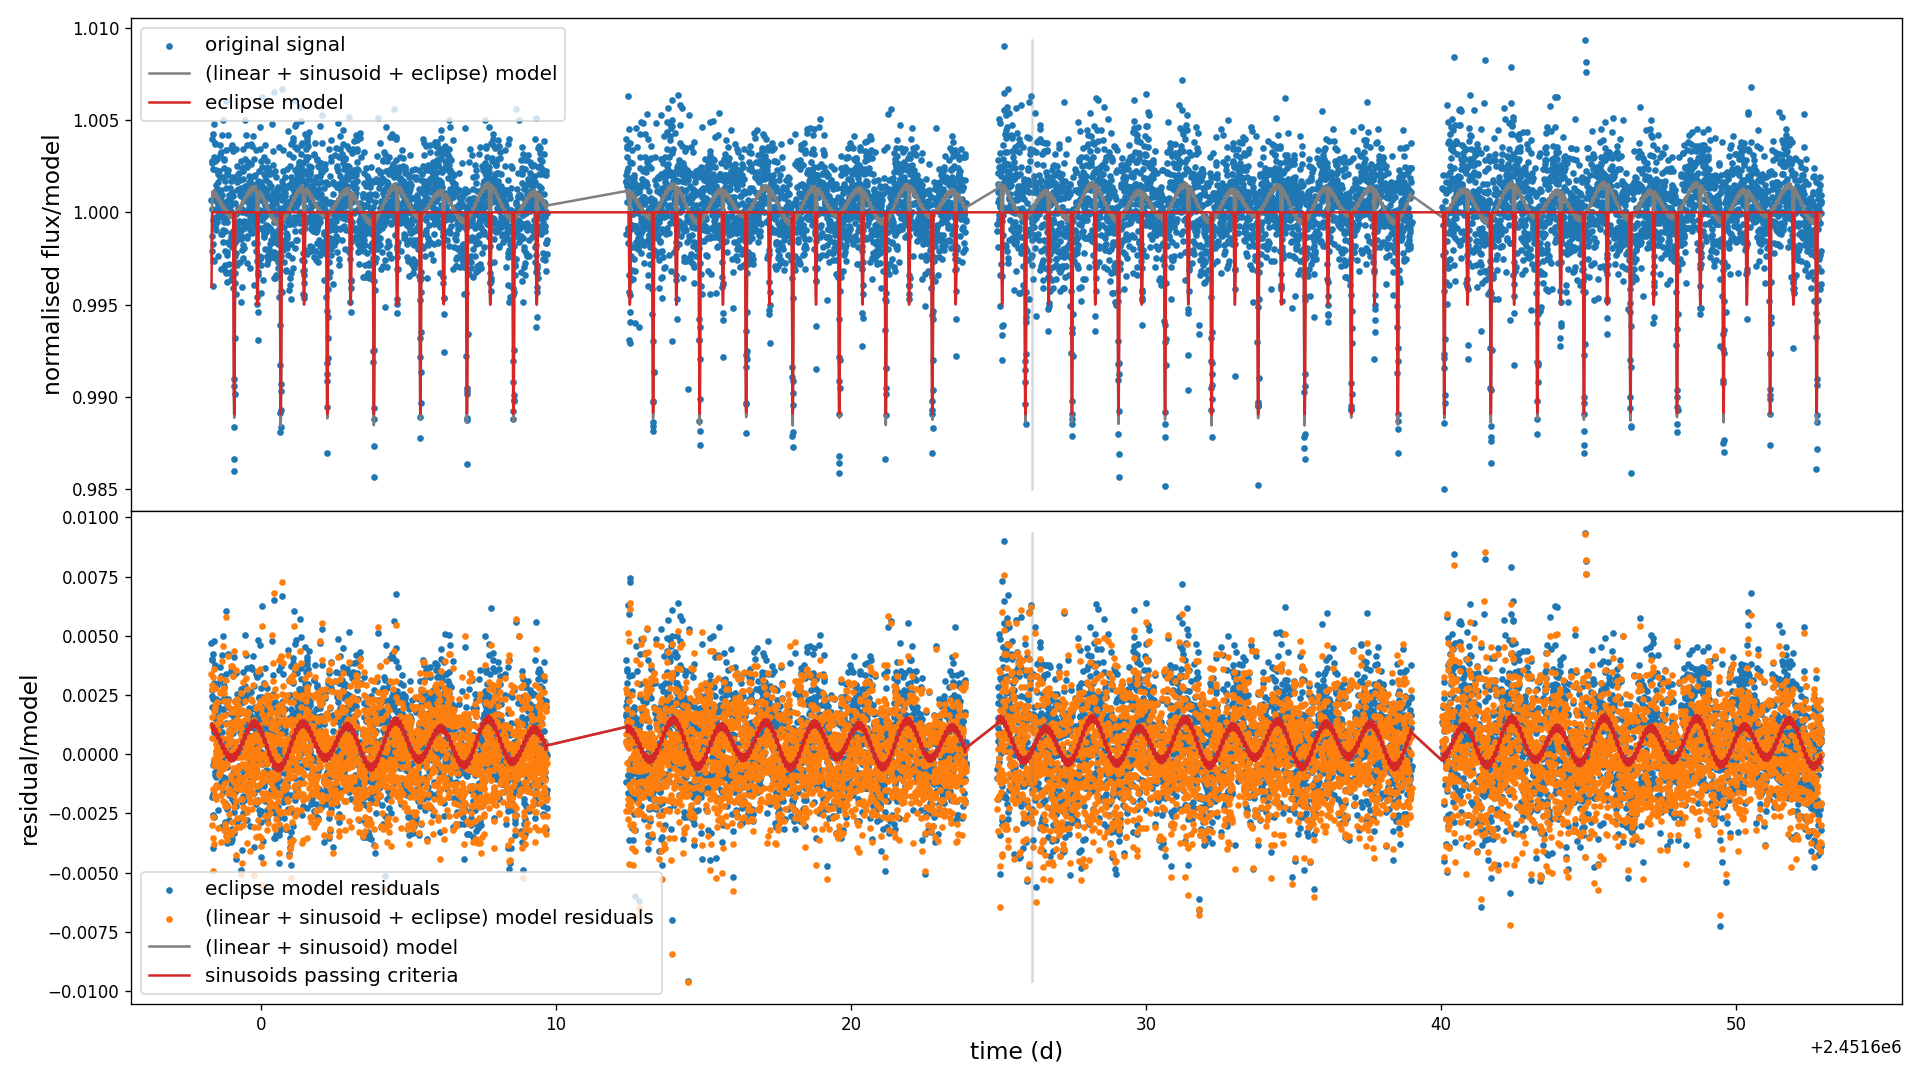 1.010
1.005
1.000
0.995
0.990
0.985
normalised flux/model
original signal
(linear + sinusoid + eclipse) model
eclipse model
0.0100
0.0075
0.0050
0.0025
0.0000
−0.0025
−0.0050
−0.0075
−0.0100
residual/model
eclipse model residuals
(linear + sinusoid + eclipse) model residuals
(linear + sinusoid) model
sinusoids passing criteria
0 10 20 30 40 50
time (d)
+2.4516e6